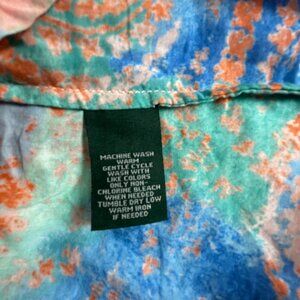 MACHINE WASH
WARM
GENTLE CYCLE
WASH WITH
LIKE COLORS
ONLY NON-
CHLORINE BLEACH
WHEN NEEDED
TUMBLE DRY LOW
WARM IRON
IF NEEDED